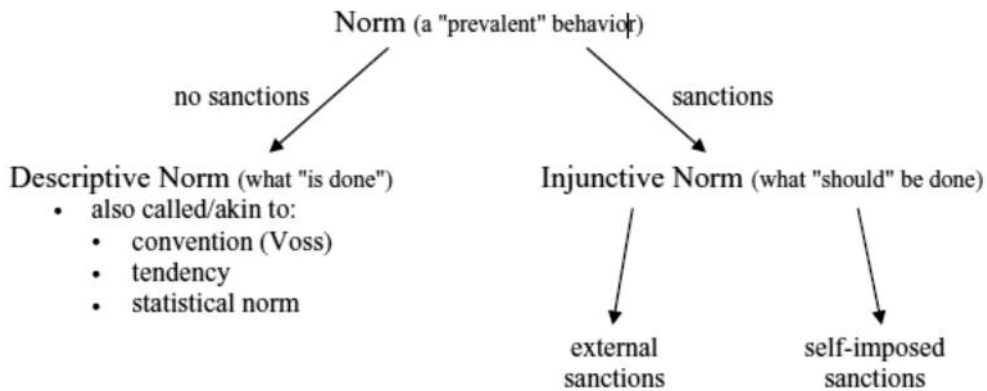 Norm (a "prevalent" behavior)
no sanctions
sanctions
Descriptive Norm (what "is done")
Injunctive Norm (what "should" be done)
• also called/akin to:
• convention (Voss)
• tendency
• statistical norm
external
sanctions
self-imposed
sanctions